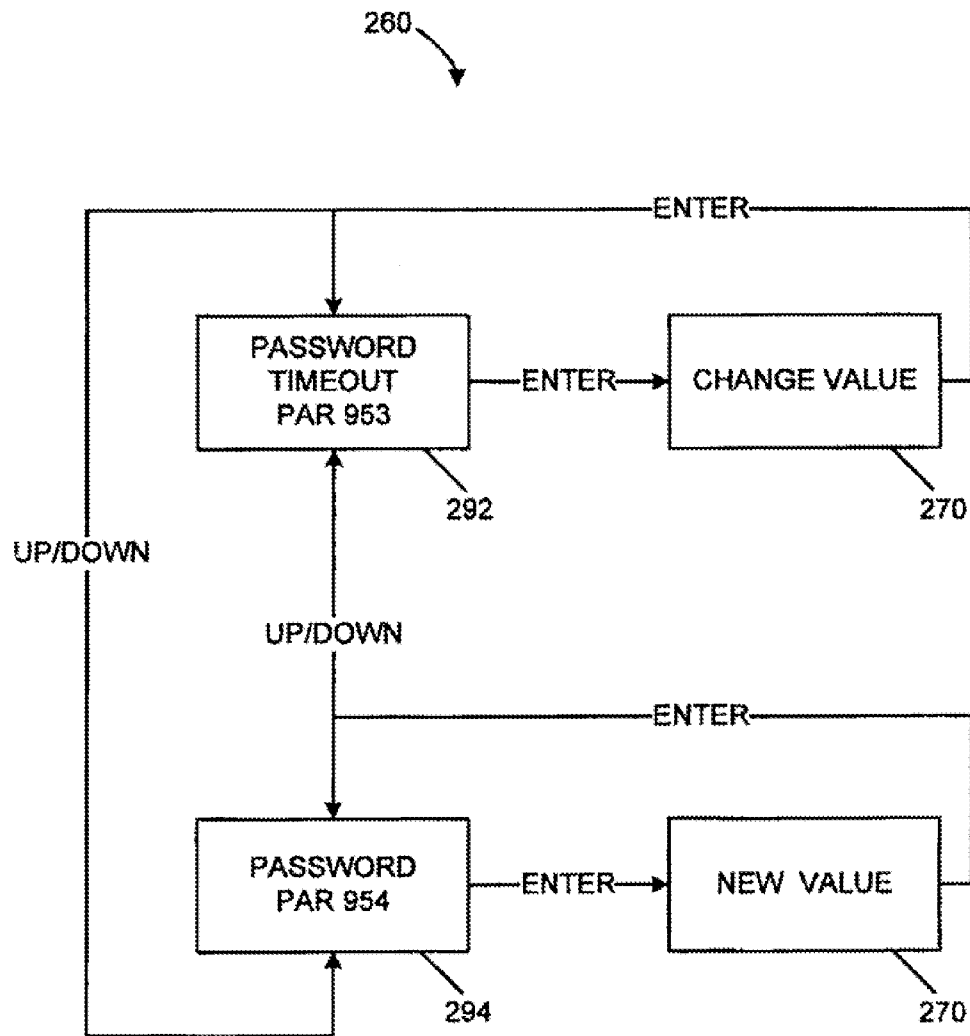 260
ENTER
PASSWORD
TIMEOUT
PAR 953
ENTER
CHANGE VALUE
292
270
UP/DOWN
UP/DOWN
ENTER
PASSWORD
PAR 954
ENTER
NEW VALUE
294
270